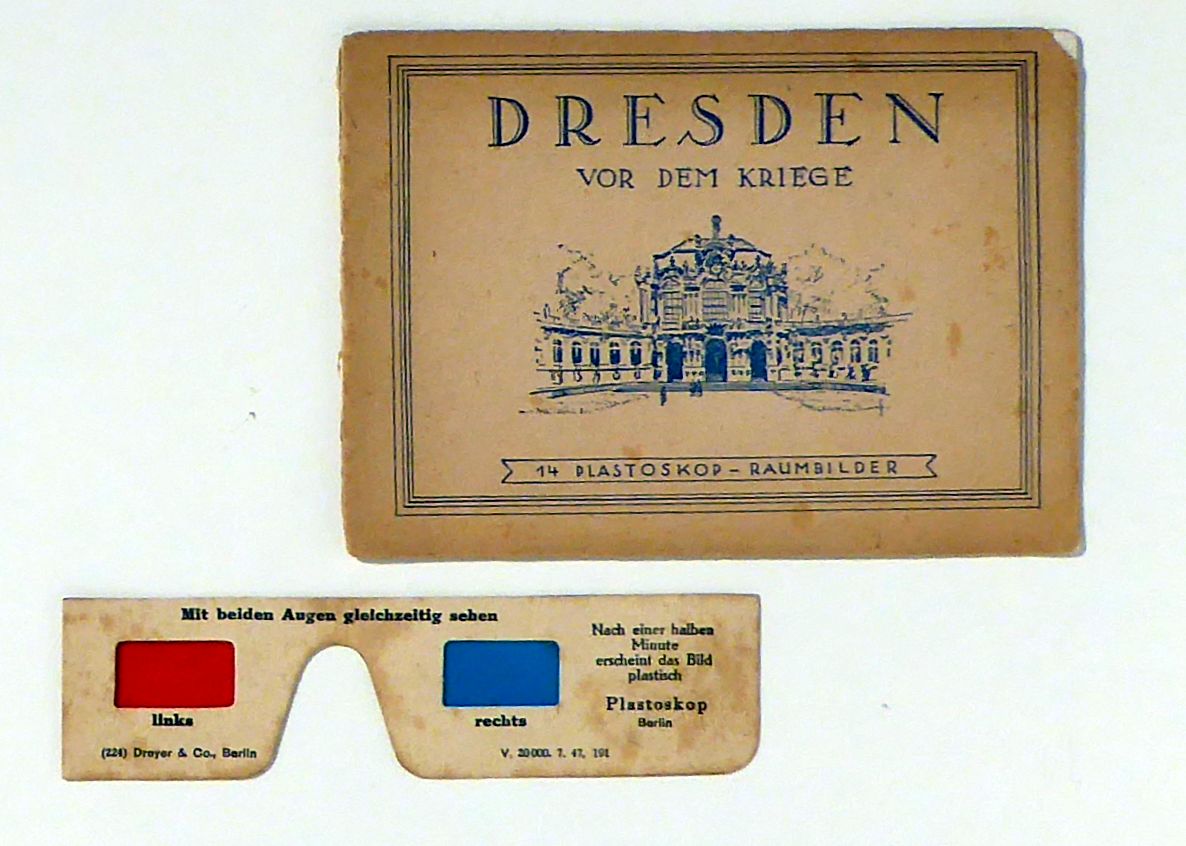 DRESDEN
VOR DEM KRIEGE
14 PLASTOSKOP – RAUMBILDER
Mit beiden Augen gleichzeitig sehen
links
rechts
Nach einer halben
Minute
erscheint das Bild
plastisch
Plastoskop
Berlin
(224) Dreyer & Co., Berlin
V. 20000. 7. 47. 191